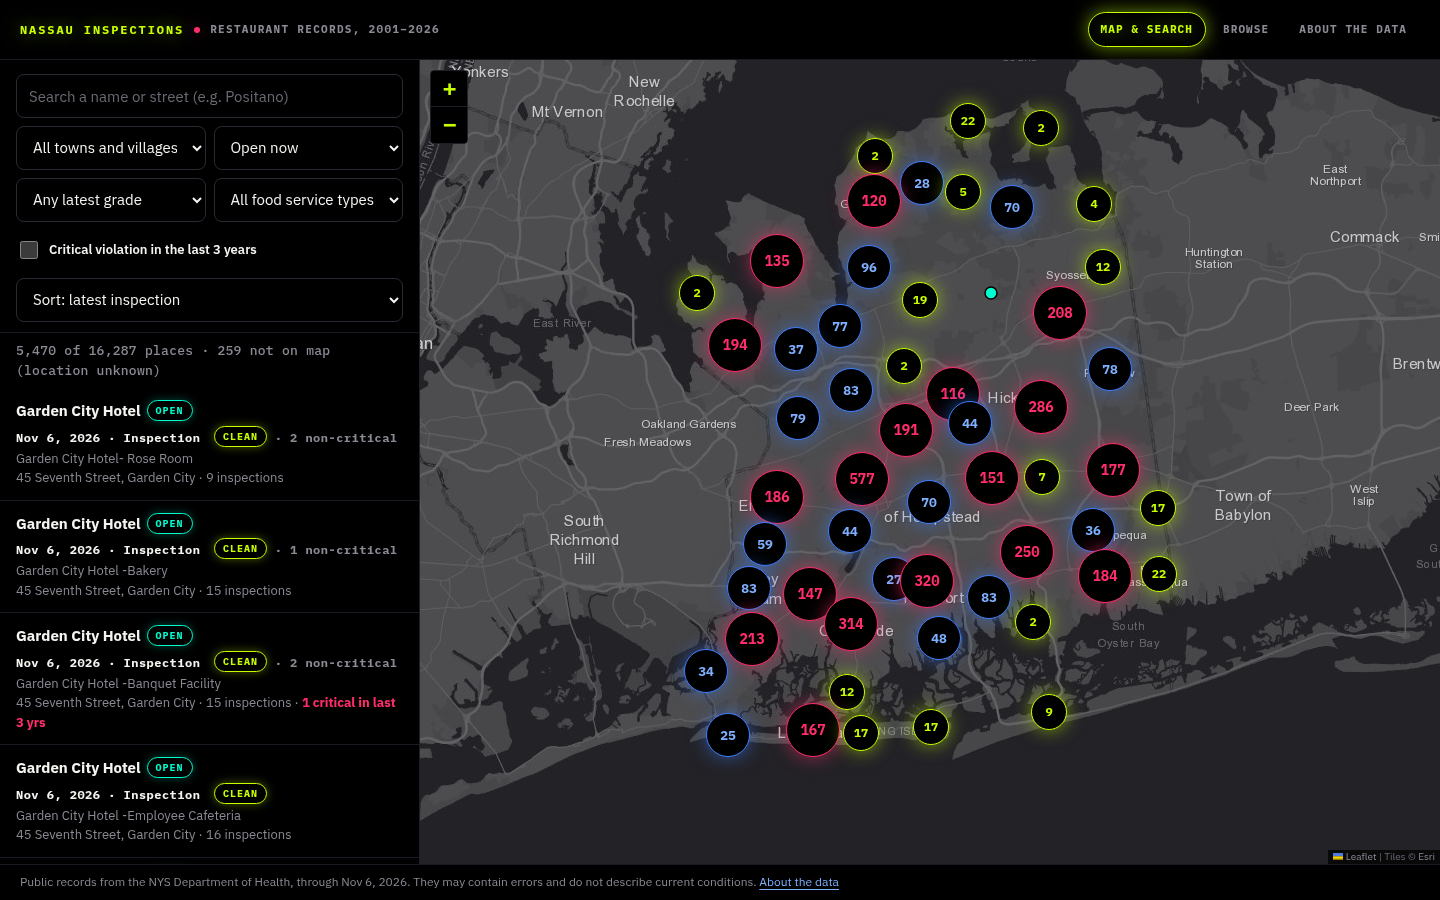 NASSAU INSPECTIONS
RESTAURANT RECORDS, 2001–2026
MAP & SEARCH
BROWSE
ABOUT THE DATA
Search a name or street (e.g. Positano)
All towns and villages
Open now
Any latest grade
All food service types
Critical violation in the last 3 years
Sort: latest inspection
5,470 of 16,287 places · 259 not on map
(location unknown)
Garden City Hotel OPEN
Nov 6, 2026 · Inspection CLEAN · 2 non-critical
Garden City Hotel- Rose Room
45 Seventh Street, Garden City · 9 inspections
Garden City Hotel OPEN
Nov 6, 2026 · Inspection CLEAN · 1 non-critical
Garden City Hotel -Bakery
45 Seventh Street, Garden City · 15 inspections
Garden City Hotel OPEN
Nov 6, 2026 · Inspection CLEAN · 2 non-critical
Garden City Hotel -Banquet Facility
45 Seventh Street, Garden City · 15 inspections · 1 critical in last
3 yrs
Garden City Hotel OPEN
Nov 6, 2026 · Inspection CLEAN
Garden City Hotel -Employee Cafeteria
45 Seventh Street, Garden City · 16 inspections
+
−
Yonkers
New
Rochelle
Mt Vernon
22
2
2
28
5
120
70
4
East
Northport
Commack
135
96
Huntington
Station
Syosset
12
2
19
East River
77
208
194
37
2
78
Brentw
83
116
Hick
286
Deer Park
79
44
Oakland Gardens
191
Fresh Meadows
577
151
7
177
186
70
Town of
Babylon
West
Islip
17
South
Richmond
Hill
44
36
59
250
184
22
83
147
27
320
83
314
2
213
48
South
Oyster Bay
34
12
9
25
167
17
17
Leaflet | Tiles © Esri
Public records from the NYS Department of Health, through Nov 6, 2026. They may contain errors and do not describe current conditions. About the data